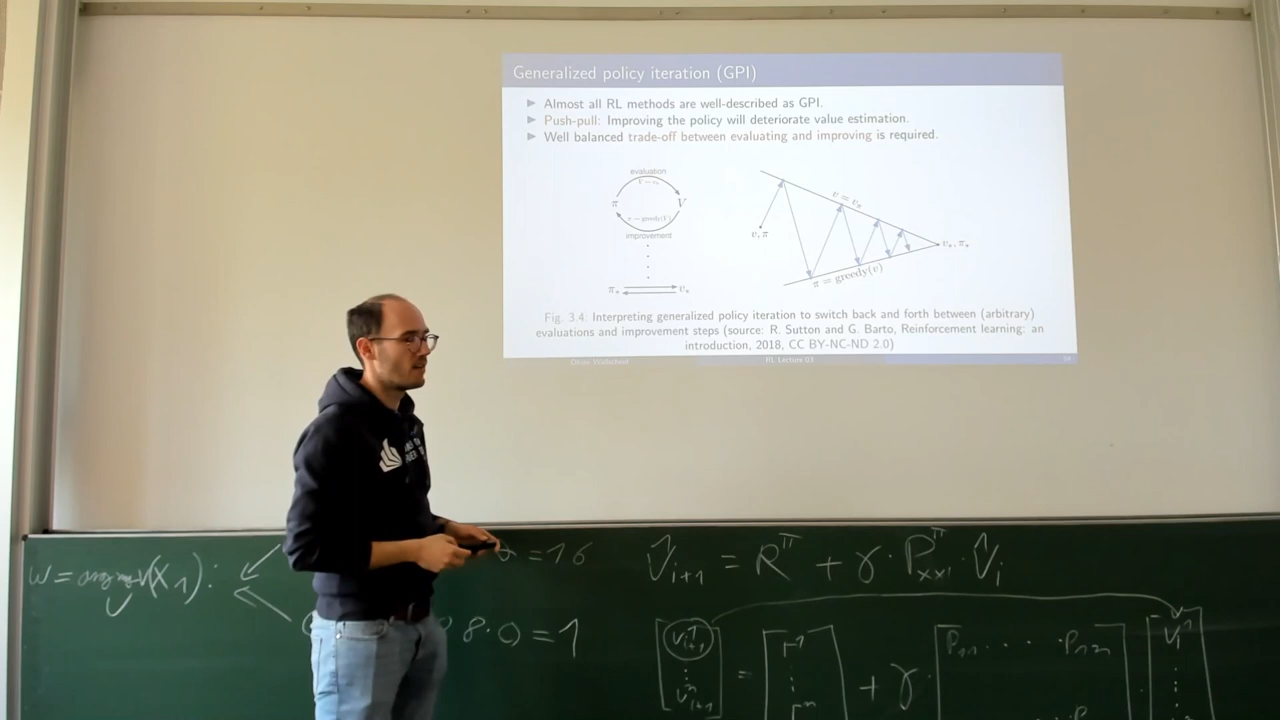 Generalized policy iteration (GPI)
Almost all RL methods are well-described as GPI.
Push-pull: Improving the policy will deteriorate value estimation.
Well balanced trade-off between evaluating and improving is required.
evaluation
π V
π→greedy(V)
improvement
π* v*
v = vπ
v, π
v*, π*
π = greedy(v)
Fig. 3.4: Interpreting generalized policy iteration to switch back and forth between (arbitrary)
evaluations and improvement steps (source: R. Sutton and G. Barto, Reinforcement learning: an
introduction, 2018, CC BY-NC-ND 2.0)
RL Lecture 03
=16
V̂i+1 = R^π + γ · P^π_xx' · V̂i
8·0 = 1
= + γ